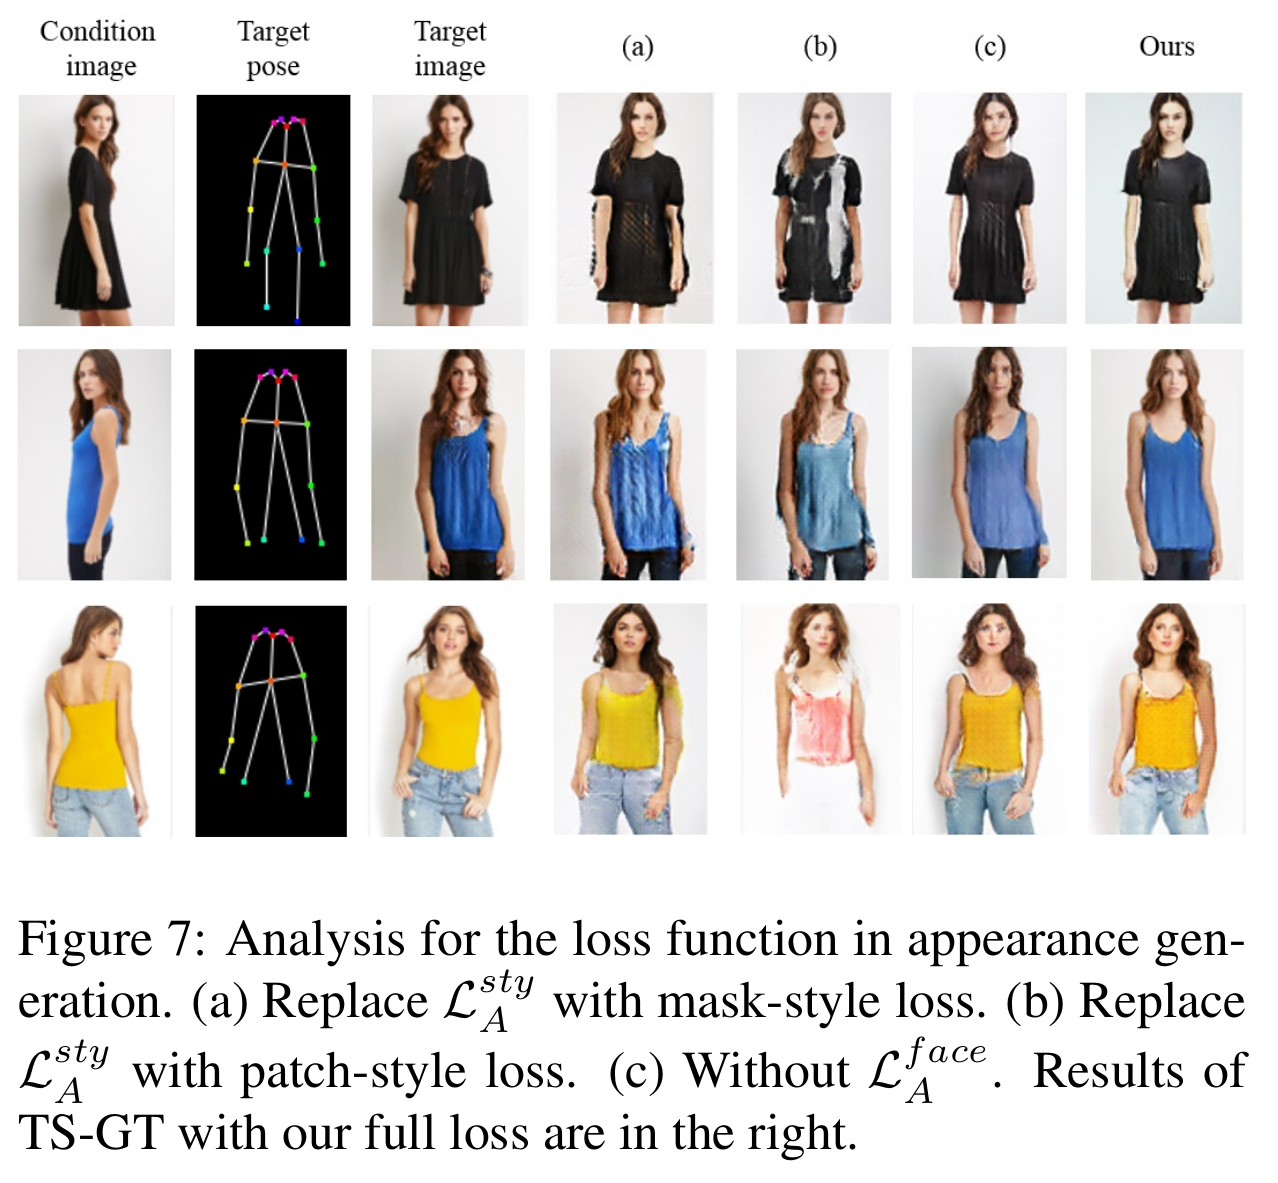 Condition image
Target pose
Target image
(a)
(b)
(c)
Ours
Figure 7: Analysis for the loss function in appearance gen-
eration. (a) Replace $\mathcal{L}_A^{sty}$ with mask-style loss. (b) Replace
$\mathcal{L}_A^{sty}$ with patch-style loss. (c) Without $\mathcal{L}_A^{face}$. Results of
TS-GT with our full loss are in the right.